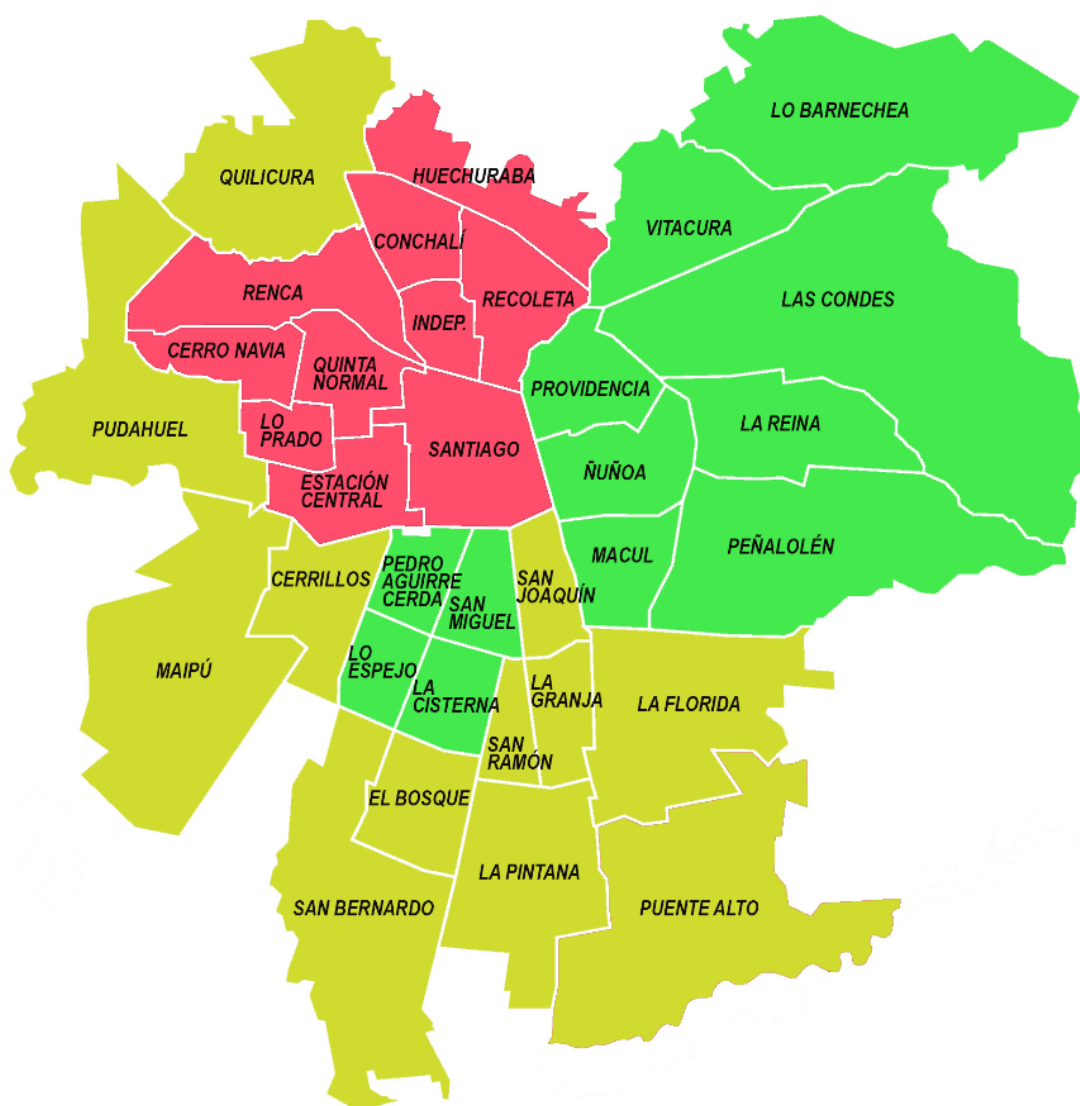 LO BARNECHEA
QUILICURA
HUECHURABA
VITACURA
CONCHALÍ
RENCA
RECOLETA
LAS CONDES
INDEP.
CERRO NAVIA
QUINTA
NORMAL
PROVIDENCIA
PUDAHUEL
LO
PRADO
LA REINA
SANTIAGO
ÑUÑOA
ESTACIÓN
CENTRAL
PEÑALOLÉN
MACUL
CERRILLOS
PEDRO
AGUIRRE
CERDA
SAN
MIGUEL
SAN
JOAQUÍN
MAIPÚ
LO
ESPEJO
LA
CISTERNA
LA
GRANJA
LA FLORIDA
SAN
RAMÓN
EL BOSQUE
LA PINTANA
SAN BERNARDO
PUENTE ALTO